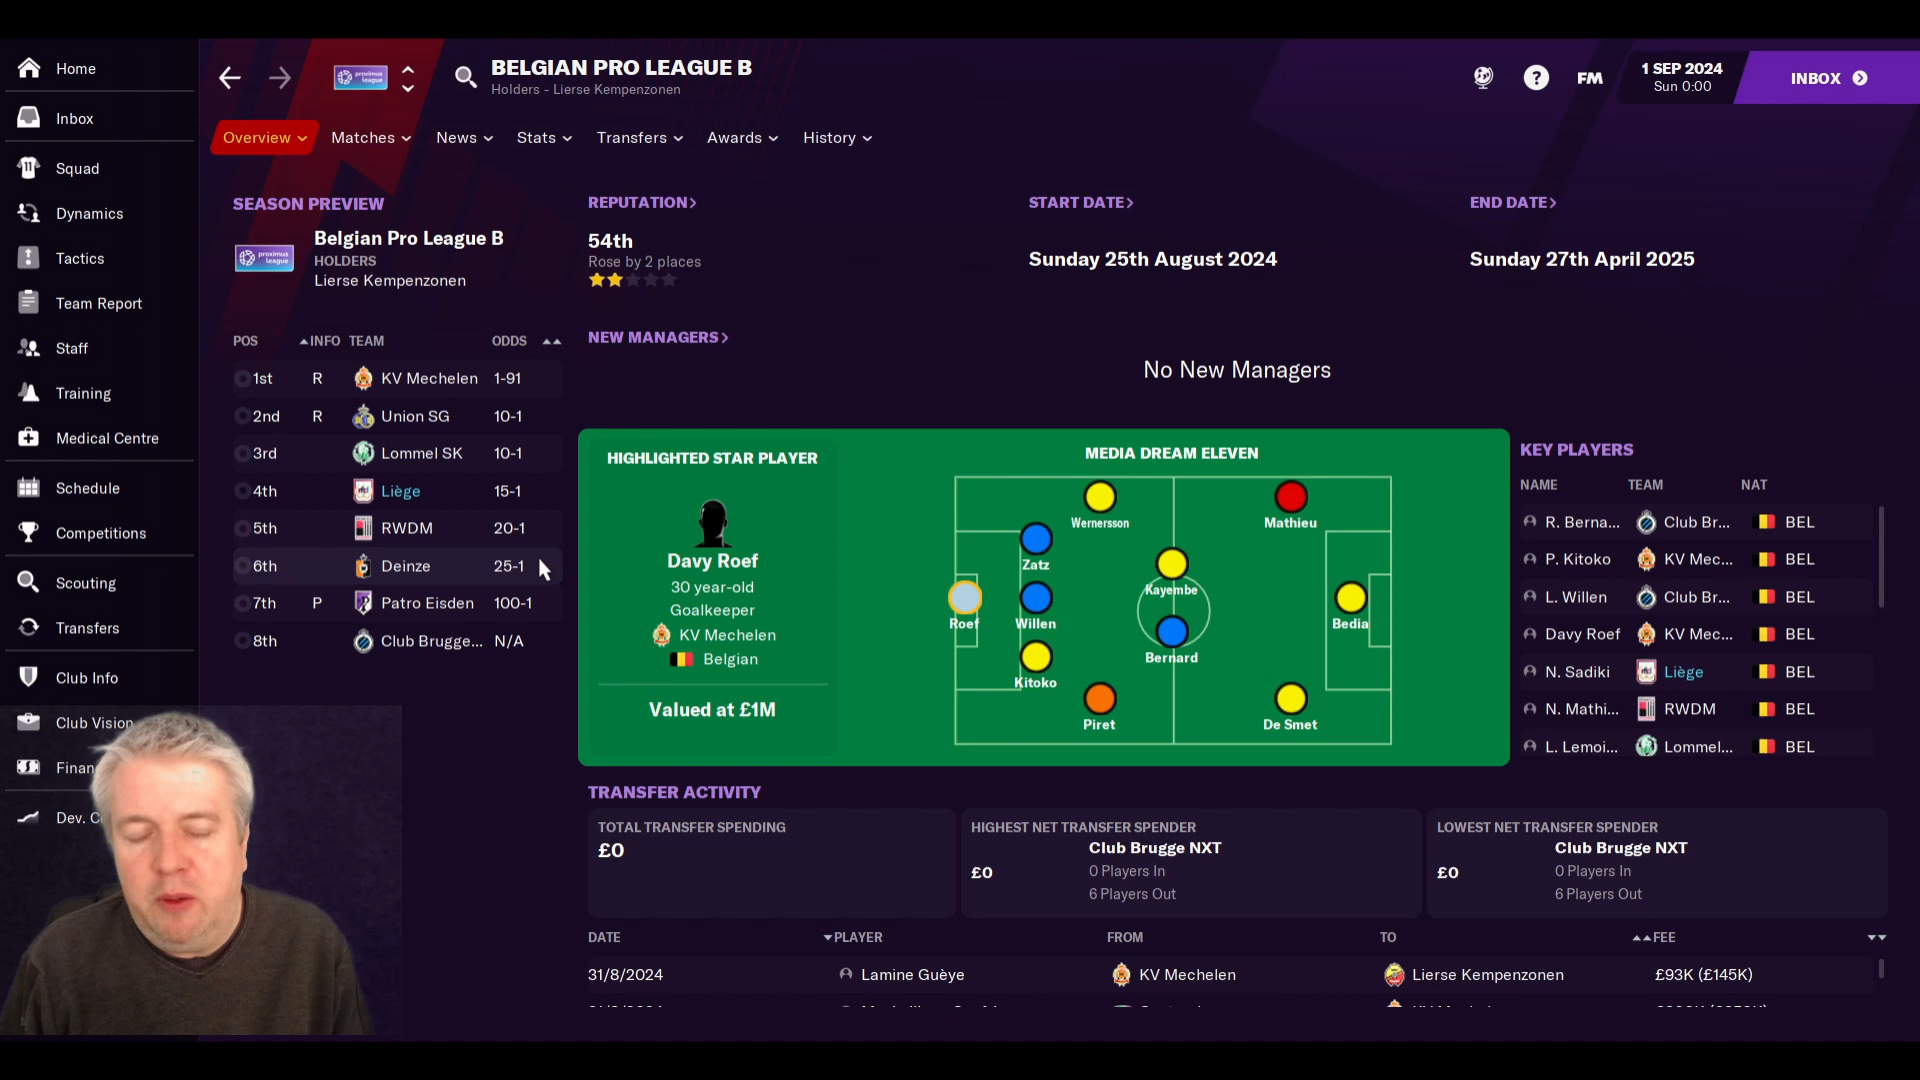 Home
Inbox
Squad
Dynamics
Tactics
Team Report
Staff
Training
Medical Centre
Schedule
Competitions
Scouting
Transfers
Club Info
Club Vision
Finan
Dev. C
proximus league
BELGIAN PRO LEAGUE B
Holders - Lierse Kempenzonen
FM
1 SEP 2024
Sun 0:00
INBOX
Overview
Matches
News
Stats
Transfers
Awards
History
SEASON PREVIEW
proximus league
Belgian Pro League B
HOLDERS
Lierse Kempenzonen
REPUTATION
54th
Rose by 2 places
START DATE
Sunday 25th August 2024
END DATE
Sunday 27th April 2025
NEW MANAGERS
No New Managers
POS INFO TEAM ODDS
1st R KV Mechelen 1-91
2nd R Union SG 10-1
3rd Lommel SK 10-1
4th Liège 15-1
5th RWDM 20-1
6th Deinze 25-1
7th P Patro Eisden 100-1
8th Club Brugge... N/A
HIGHLIGHTED STAR PLAYER
Davy Roef
30 year-old
Goalkeeper
KV Mechelen
Belgian
Valued at £1M
MEDIA DREAM ELEVEN
Wernersson
Mathieu
Zatz
Kayembe
Roef
Willen
Bedia
Bernard
Kitoko
Piret
De Smet
KEY PLAYERS
NAME TEAM NAT
R. Berna... Club Br... BEL
P. Kitoko KV Mec... BEL
L. Willen Club Br... BEL
Davy Roef KV Mec... BEL
N. Sadiki Liège BEL
N. Mathi... RWDM BEL
L. Lemoi... Lommel... BEL
TRANSFER ACTIVITY
TOTAL TRANSFER SPENDING
£0
HIGHEST NET TRANSFER SPENDER
Club Brugge NXT
£0
0 Players In
6 Players Out
LOWEST NET TRANSFER SPENDER
Club Brugge NXT
£0
0 Players In
6 Players Out
DATE PLAYER FROM TO FEE
31/8/2024 Lamine Guèye KV Mechelen Lierse Kempenzonen £93K (£145K)